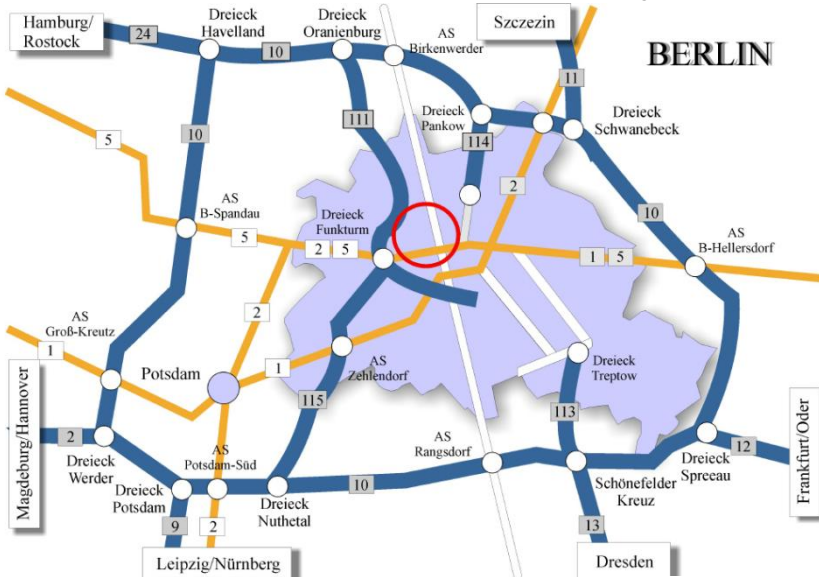 Hamburg/
Rostock
24
Dreieck
Havelland
10
Dreieck
Oranienburg
AS
Birkenwerder
Szczezin
11
BERLIN
111
Dreieck
Pankow
114
Dreieck
Schwanebeck
10
5
2
10
AS
B-Spandau
5
Dreieck
Funkturm
2
5
1
5
AS
B-Hellersdorf
2
AS
Groß-Kreutz
1
Potsdam
1
AS
Zehlendorf
Dreieck
Treptow
115
113
Magdeburg/Hannover
2
Dreieck
Werder
AS
Potsdam-Süd
Dreieck
Potsdam
9
2
Dreieck
Nuthetal
10
AS
Rangsdorf
Schönefelder
Kreuz
Dreieck
Spreeau
12
Frankfurt/Oder
13
Leipzig/Nürnberg
Dresden